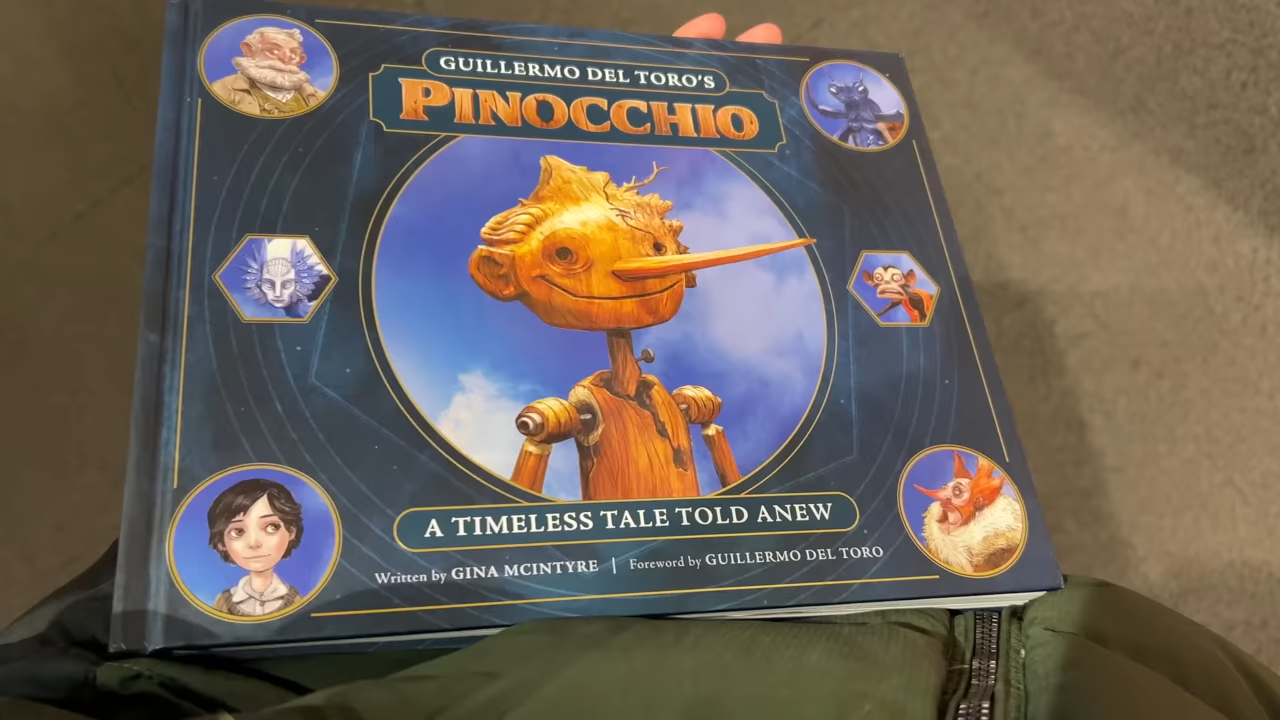 GUILLERMO DEL TORO'S
PINOCCHIO
A TIMELESS TALE TOLD ANEW
Written by GINA MCINTYRE | Foreword by GUILLERMO DEL TORO